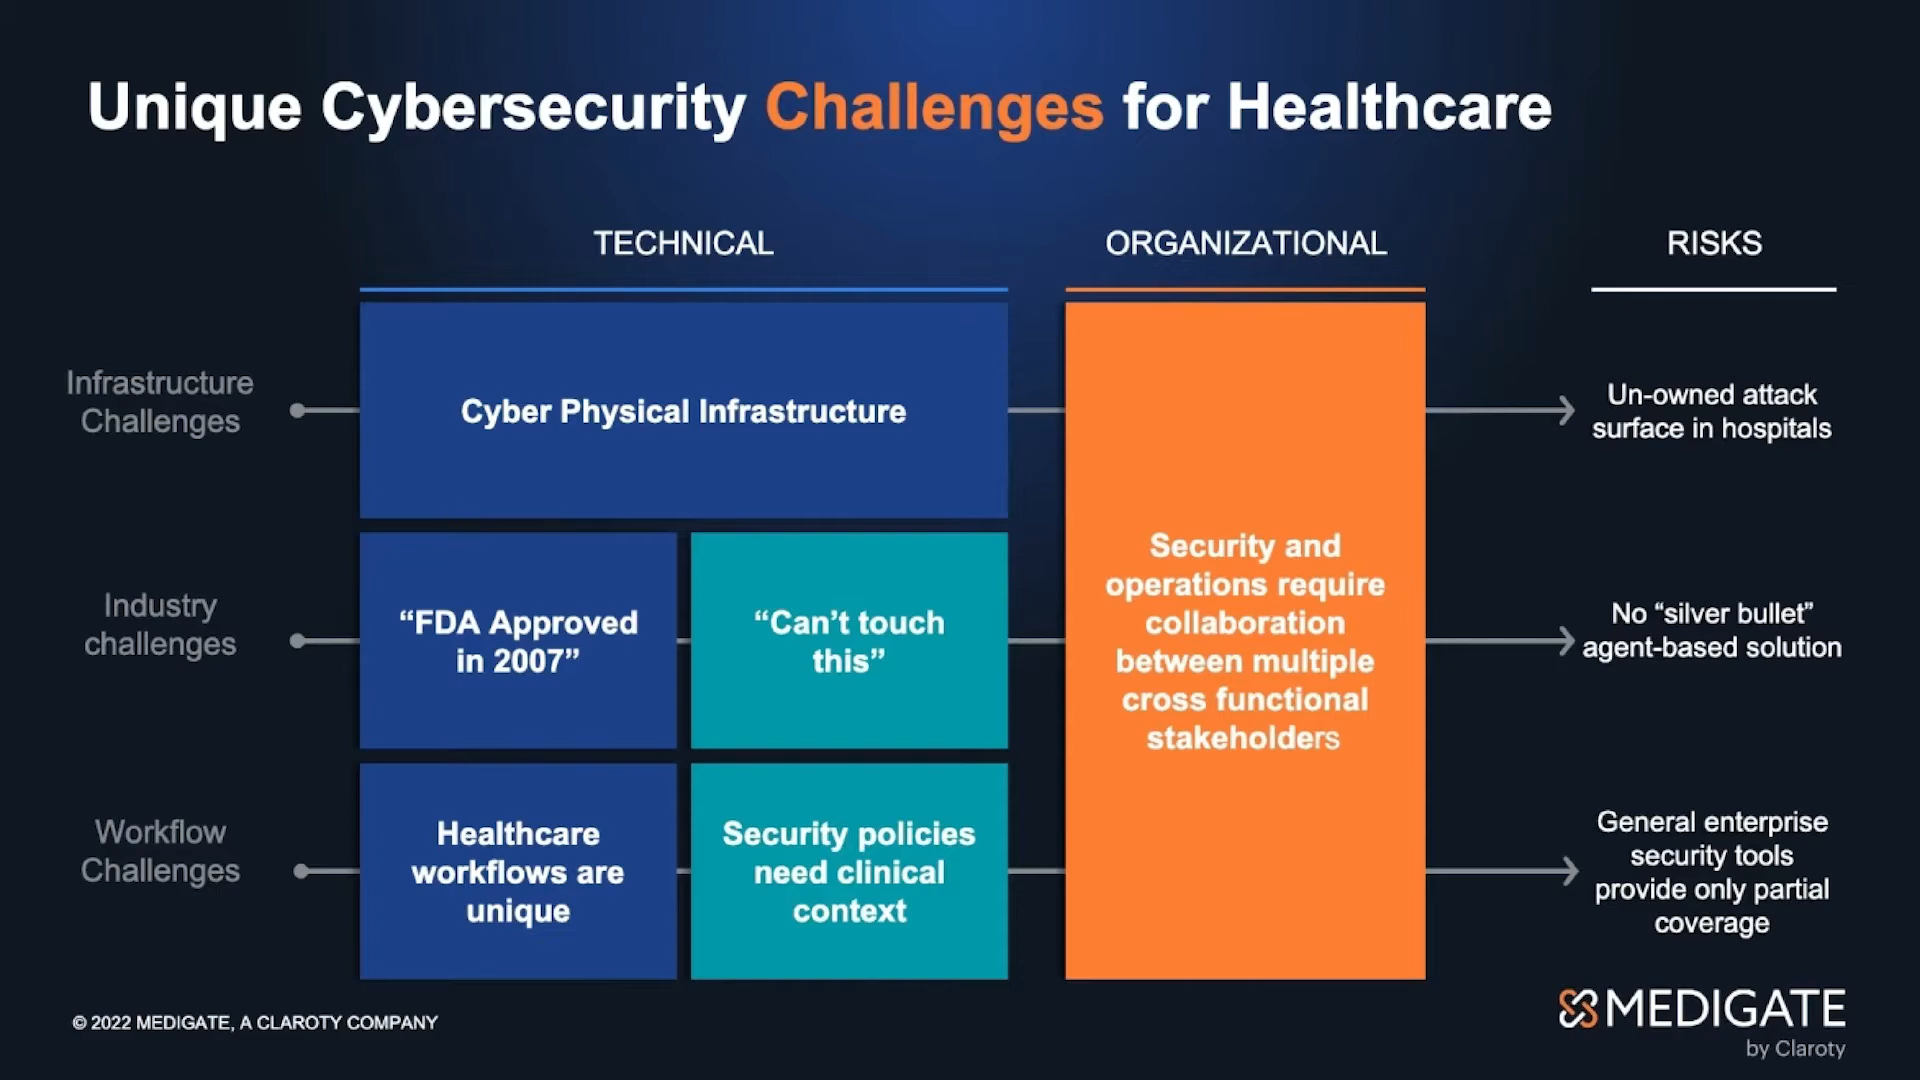 Unique Cybersecurity Challenges for Healthcare
TECHNICAL
ORGANIZATIONAL
RISKS
Infrastructure
Challenges
Cyber Physical Infrastructure
Un-owned attack
surface in hospitals
Industry
challenges
“FDA Approved
in 2007”
“Can’t touch
this”
Security and
operations require
collaboration
between multiple
cross functional
stakeholders
No “silver bullet”
agent-based solution
Workflow
Challenges
Healthcare
workflows are
unique
Security policies
need clinical
context
General enterprise
security tools
provide only partial
coverage
© 2022 MEDIGATE, A CLAROTY COMPANY
MEDIGATE
by Claroty